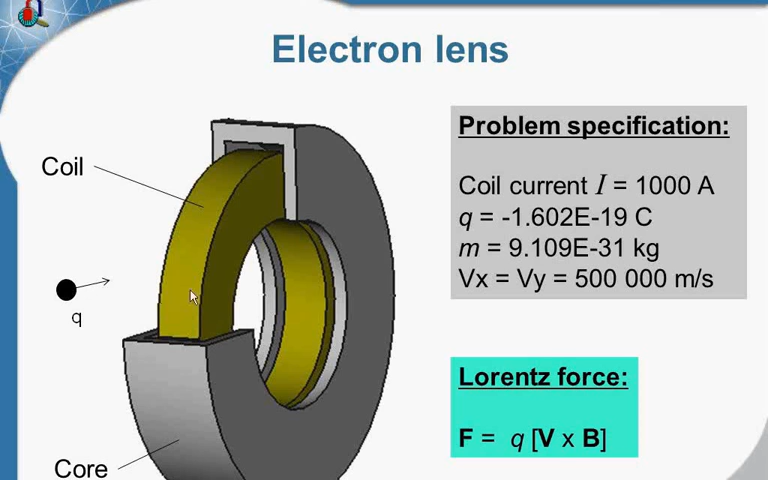 Electron lens
Coil
q
Core
Problem specification:
Coil current I = 1000 A
q = -1.602E-19 C
m = 9.109E-31 kg
Vx = Vy = 500 000 m/s
Lorentz force:
F = q [V x B]